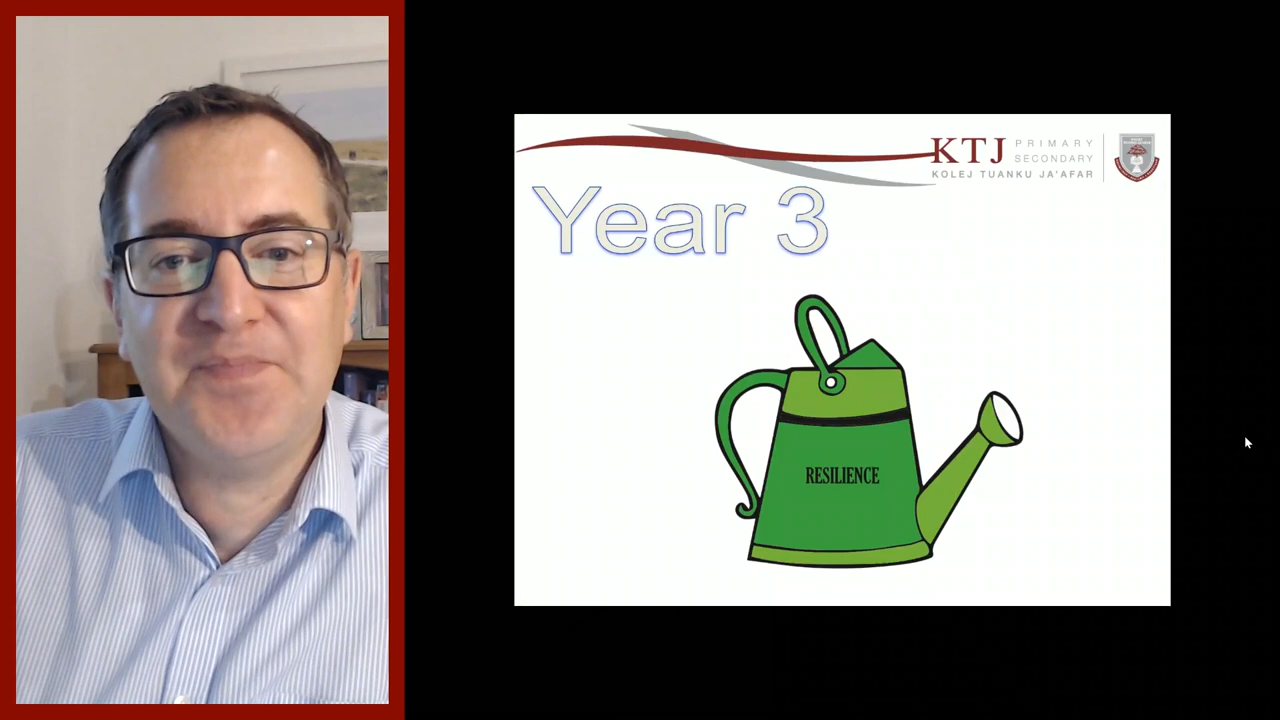 KTJ PRIMARY
SECONDARY
KOLEJ TUANKU JA'AFAR
Year 3
RESILIENCE